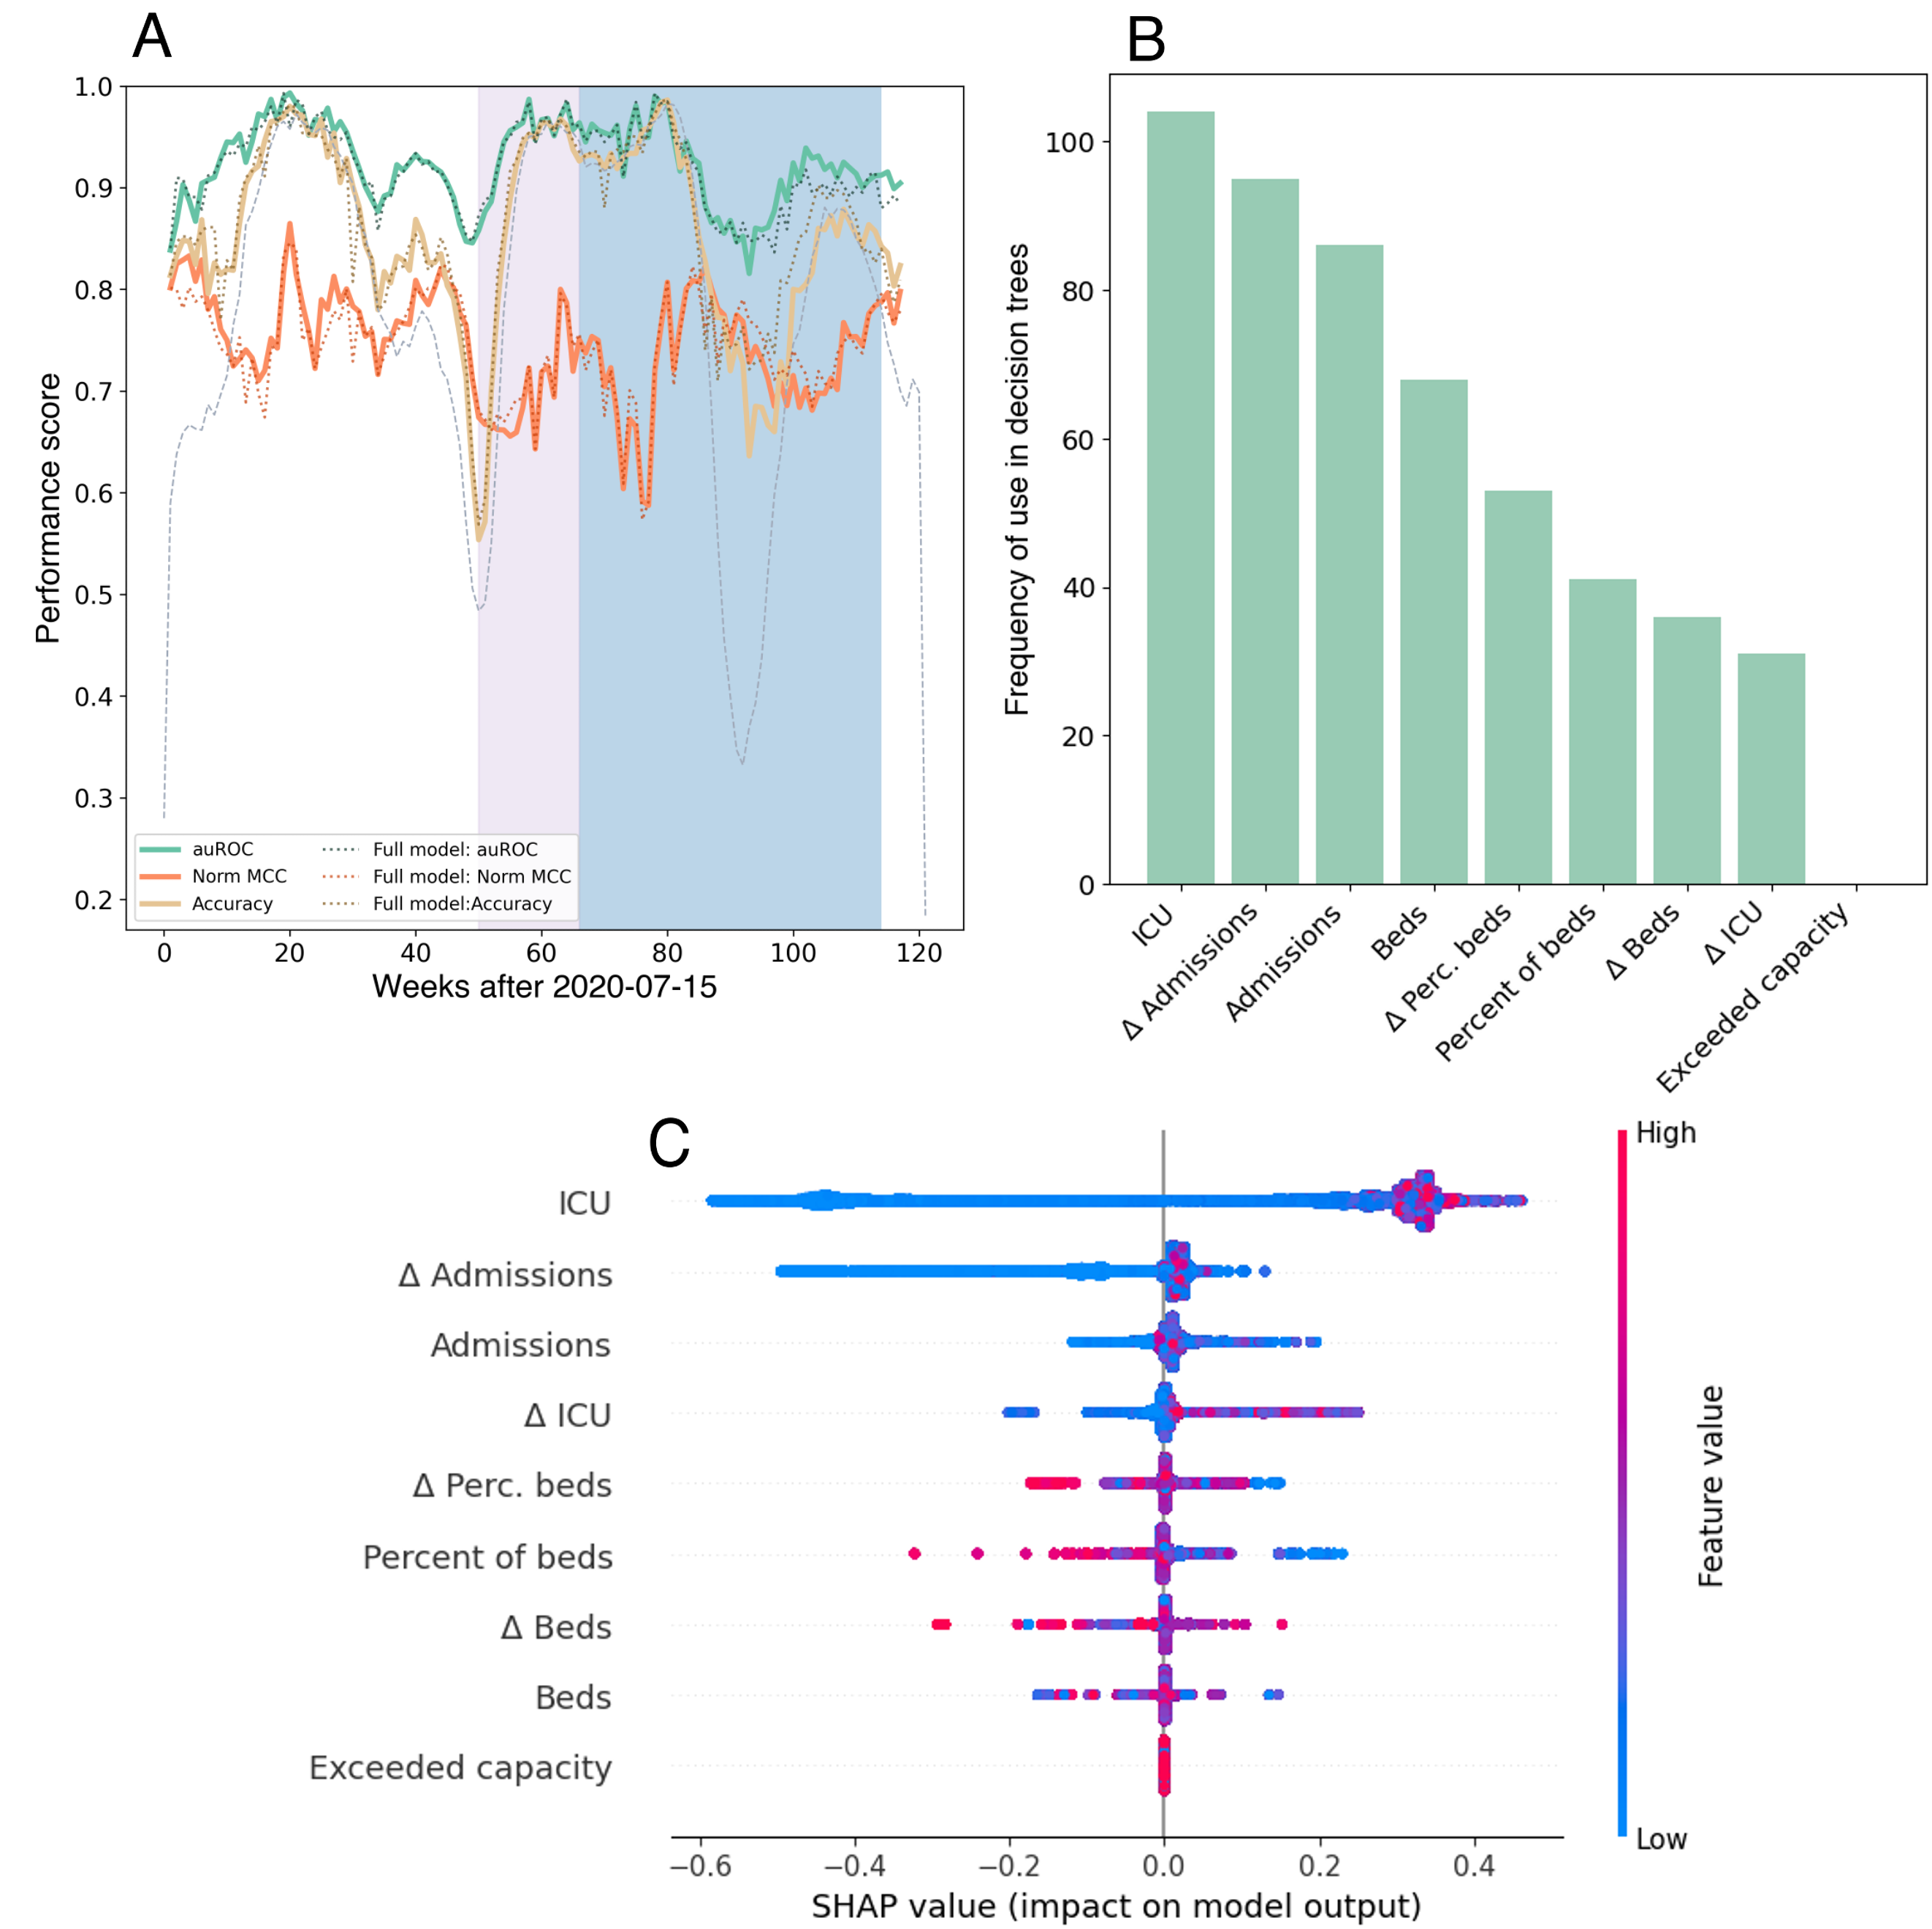 A
1.0
0.9
0.8
0.7
0.6
0.5
0.4
0.3
0.2
Performance score
auROC
Norm MCC
Accuracy
Full model: auROC
Full model: Norm MCC
Full model:Accuracy
0 20 40 60 80 100 120
Weeks after 2020-07-15
B
100
80
60
40
20
0
Frequency of use in decision trees
ICU
Δ Admissions
Admissions
Beds
Δ Perc. beds
Percent of beds
Δ Beds
Δ ICU
Exceeded capacity
C
ICU
Δ Admissions
Admissions
Δ ICU
Δ Perc. beds
Percent of beds
Δ Beds
Beds
Exceeded capacity
−0.6 −0.4 −0.2 0.0 0.2 0.4
SHAP value (impact on model output)
High
Feature value
Low